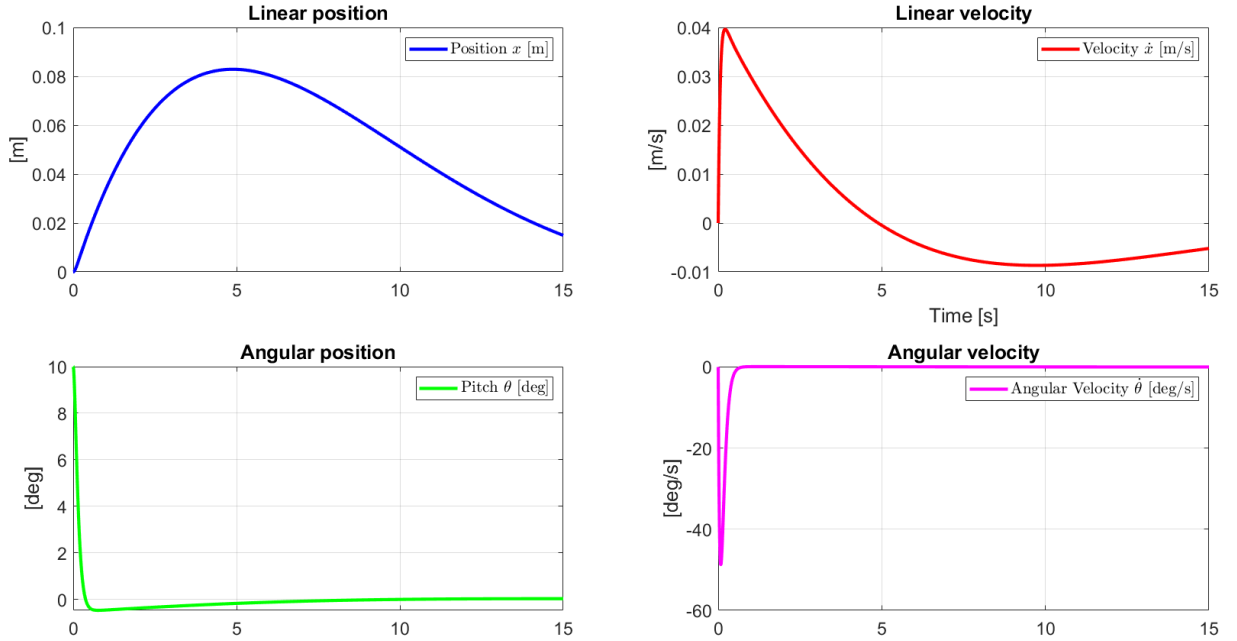 Linear position
0.1
0.08
0.06
0.04
0.02
0
[m]
Position x [m]
0 5 10 15
Linear velocity
0.04
0.03
0.02
0.01
0
-0.01
[m/s]
Velocity ẋ [m/s]
0 5 10 15
Time [s]
Angular position
10
8
6
4
2
0
[deg]
Pitch θ [deg]
0 5 10 15
Angular velocity
0
-20
-40
-60
[deg/s]
Angular Velocity θ̇ [deg/s]
0 5 10 15